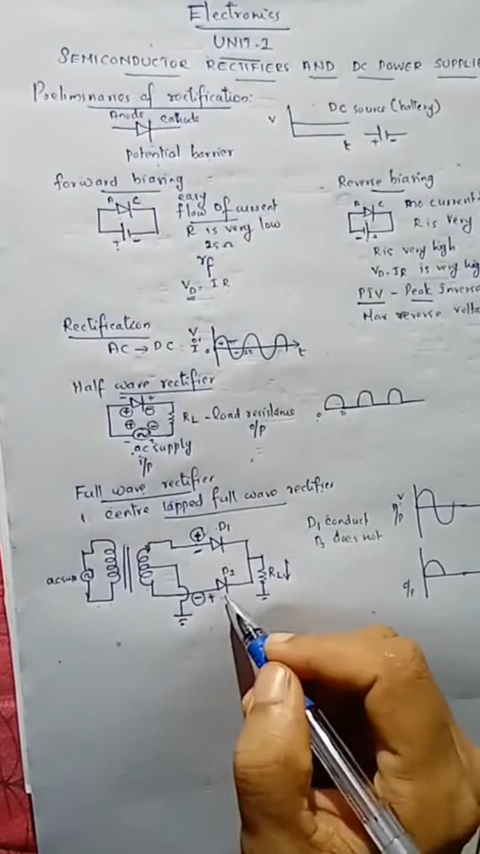 Electronics
UNIT-2
SEMICONDUCTOR RECTIFIERS AND DC POWER SUPPLIE
Preliminaries of rectification:
Anode cathode
potential barrier
DC source (battery)
V
t
+ -
forward biasing
A C
+ -
easy
flow of current
R is very low
25Ω
rf
VD = IR
Reverse biasing
A C
no current
R is very
R is very high
VD = IR is very hig
PIV - Peak Inverse
Max reverse volta
Rectification
AC → DC
V
or
I
t
Half wave rectifier
RL - load resistance
o/p
ac supply
i/p
Full wave rectifier
1. centre tapped full wave rectifier
ac sup
D1
D2
RL
D1 conduct
D2 does not
V
i/p
o/p